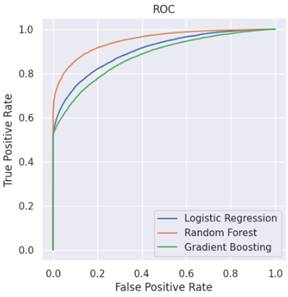 ROC
True Positive Rate
1.0
0.8
0.6
0.4
0.2
0.0
Logistic Regression
Random Forest
Gradient Boosting
0.0 0.2 0.4 0.6 0.8 1.0
False Positive Rate